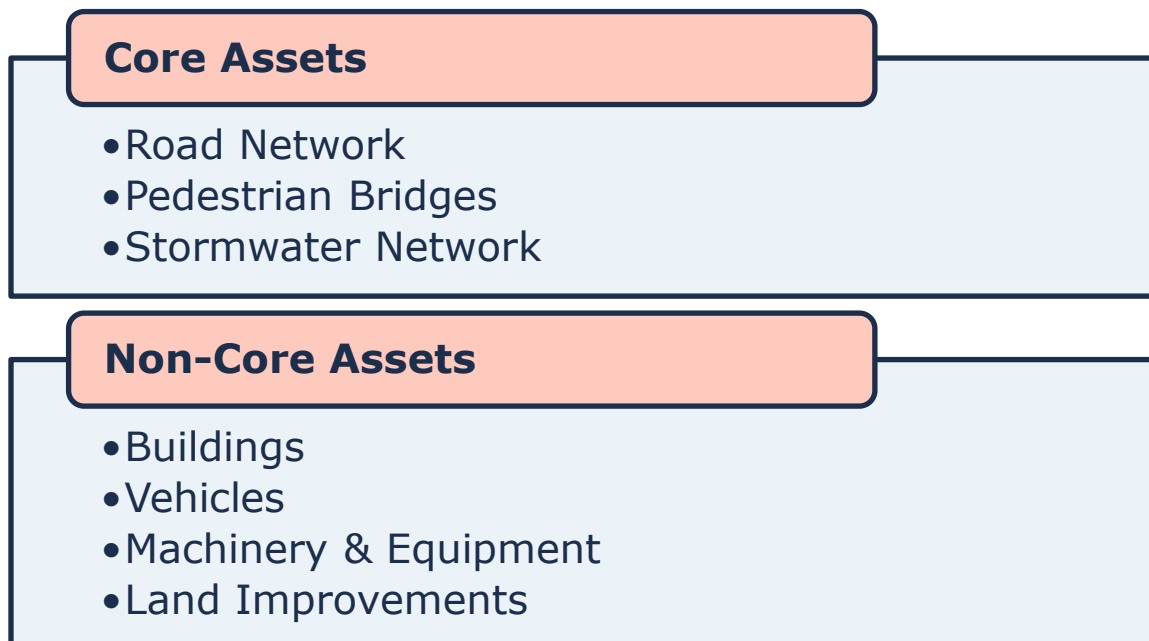 Core Assets
•Road Network
•Pedestrian Bridges
•Stormwater Network
Non-Core Assets
•Buildings
•Vehicles
•Machinery & Equipment
•Land Improvements